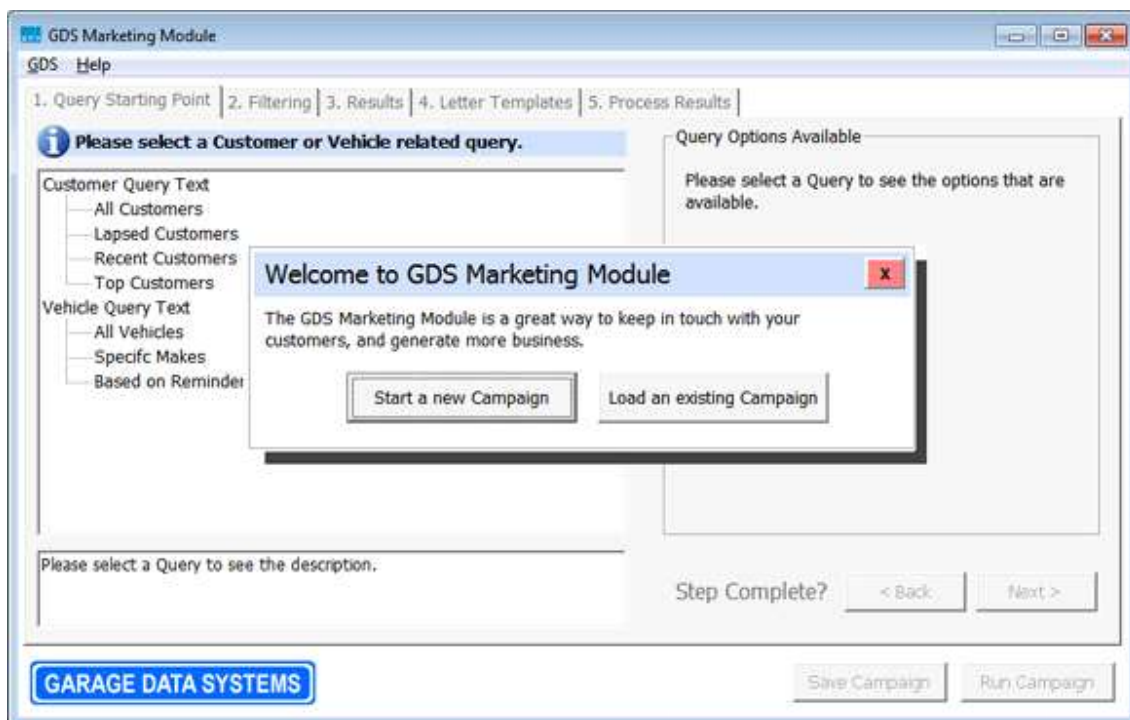 GDS Marketing Module
GDS Help
1. Query Starting Point 2. Filtering 3. Results 4. Letter Templates 5. Process Results
Please select a Customer or Vehicle related query.
Customer Query Text
All Customers
Lapsed Customers
Recent Customers
Top Customers
Vehicle Query Text
All Vehicles
Specifc Makes
Based on Reminder
Query Options Available
Please select a Query to see the options that are
available.
Welcome to GDS Marketing Module
x
The GDS Marketing Module is a great way to keep in touch with your
customers, and generate more business.
Start a new Campaign
Load an existing Campaign
Please select a Query to see the description.
Step Complete?
< Back
Next >
GARAGE DATA SYSTEMS
Save Campaign
Run Campaign